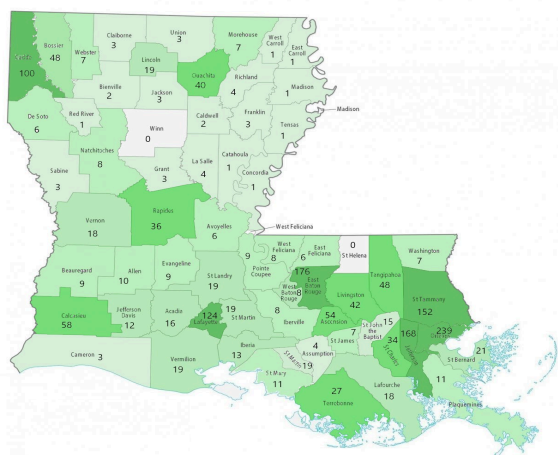 Claiborne
3
Union
3
Morehouse
7
West
Carroll
1
East
Carroll
1
Caddo
100
Bossier
48
Webster
7
Lincoln
19
Ouachita
40
Richland
4
Madison
1
Madison
Bienville
2
Jackson
3
Caldwell
2
Franklin
3
Tensas
1
De Soto
6
Red River
1
Winn
0
Natchitoches
8
Grant
3
La Salle
4
Catahoula
1
Concordia
1
Sabine
3
Vernon
18
Rapides
36
Avoyelles
6
West Feliciana
Beauregard
9
Allen
10
Evangeline
9
St Landry
19
9
Pointe
Coupee
West
Feliciana
8
East
Feliciana
6
0
St Helena
Tangipahoa
48
Washington
7
176
East
Baton
Rouge
West
Baton
Rouge
8
Livingston
42
St Tammany
152
Calcasieu
58
Jefferson
Davis
12
Acadia
16
124
Lafayette
19
St Martin
8
Iberville
54
Ascension
7
St James
15
St John
the
Baptist
34
St Charles
168
Jefferson
239
21
St Bernard
Cameron 3
Vermilion
19
Iberia
13
St Martin
4
Assumption
19
St Mary
11
27
Terrebonne
Lafourche
18
11
Plaquemines